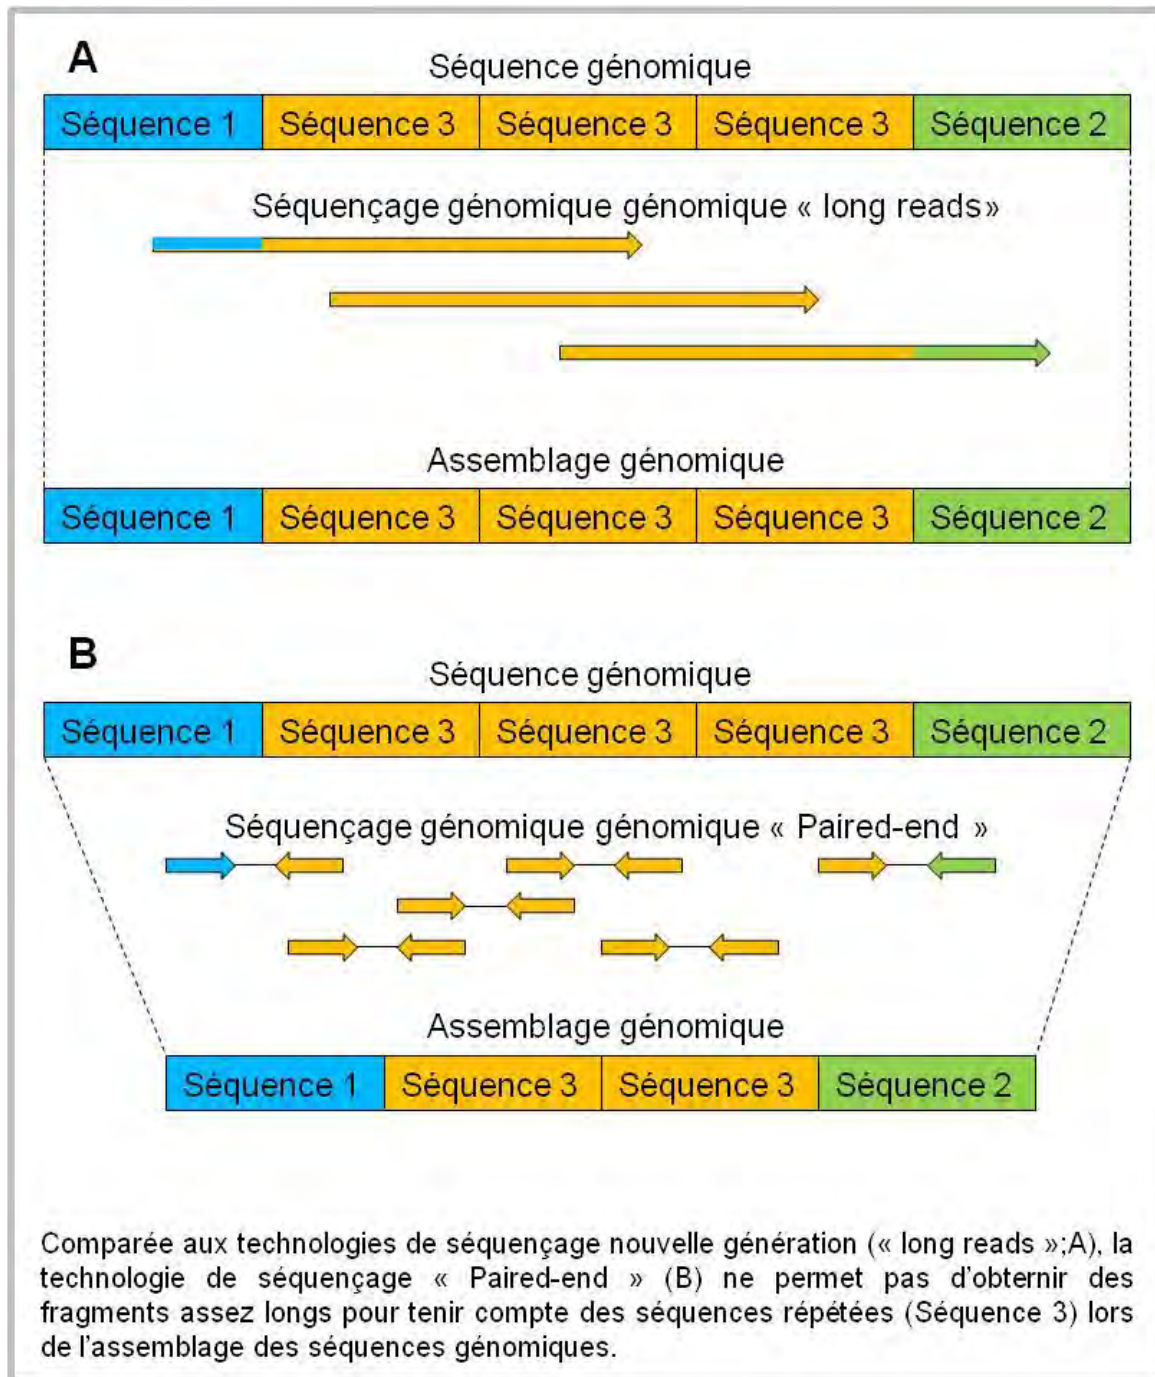 A
Séquence génomique
Séquence 1 Séquence 3 Séquence 3 Séquence 3 Séquence 2
Séquençage génomique génomique « long reads»
Assemblage génomique
Séquence 1 Séquence 3 Séquence 3 Séquence 3 Séquence 2
B
Séquence génomique
Séquence 1 Séquence 3 Séquence 3 Séquence 3 Séquence 2
Séquençage génomique génomique « Paired-end »
Assemblage génomique
Séquence 1 Séquence 3 Séquence 3 Séquence 2
Comparée aux technologies de séquençage nouvelle génération (« long reads »;A), la
technologie de séquençage « Paired-end » (B) ne permet pas d'obternir des
fragments assez longs pour tenir compte des séquences répétées (Séquence 3) lors
de l'assemblage des séquences génomiques.